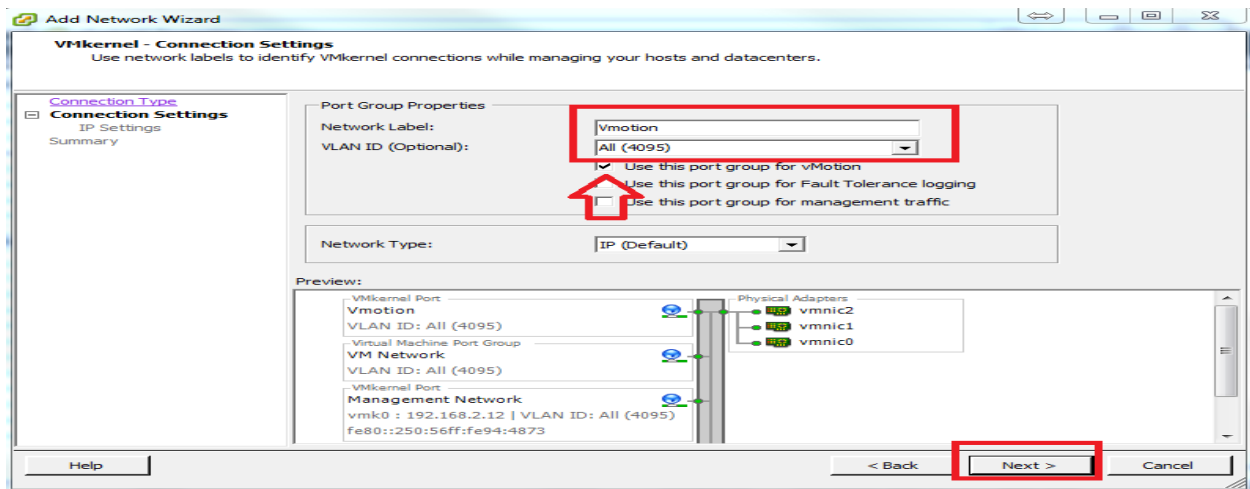 Add Network Wizard
VMkernel - Connection Settings
Use network labels to identify VMkernel connections while managing your hosts and datacenters.
Connection Type
Connection Settings
IP Settings
Summary
Port Group Properties
Network Label: Vmotion
VLAN ID (Optional): All (4095)
Use this port group for vMotion
Use this port group for Fault Tolerance logging
Use this port group for management traffic
Network Type: IP (Default)
Preview:
VMkernel Port
Vmotion
VLAN ID: All (4095)
Virtual Machine Port Group
VM Network
VLAN ID: All (4095)
VMkernel Port
Management Network
vmk0 : 192.168.2.12 | VLAN ID: All (4095)
fe80::250:56ff:fe94:4873
Physical Adapters
vmnic2
vmnic1
vmnic0
Help
< Back
Next >
Cancel